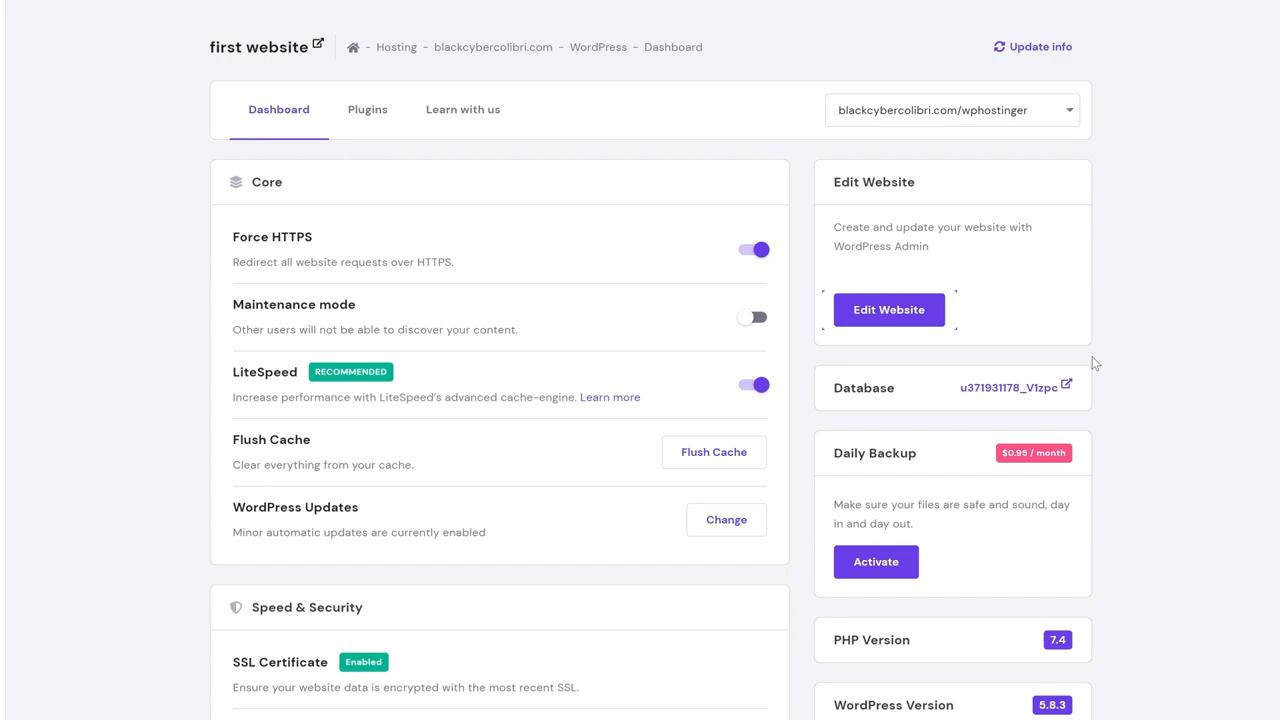 first website
- Hosting - blackcybercolibri.com - WordPress - Dashboard
Update info
Dashboard
Plugins
Learn with us
blackcybercolibri.com/wphostinger
Core
Force HTTPS
Redirect all website requests over HTTPS.
Maintenance mode
Other users will not be able to discover your content.
LiteSpeed RECOMMENDED
Increase performance with LiteSpeed's advanced cache-engine. Learn more
Flush Cache
Clear everything from your cache.
Flush Cache
WordPress Updates
Minor automatic updates are currently enabled
Change
Speed & Security
SSL Certificate Enabled
Ensure your website data is encrypted with the most recent SSL.
Edit Website
Create and update your website with
WordPress Admin
Edit Website
Database u371931178_V1zpc
Daily Backup $0.95 / month
Make sure your files are safe and sound, day
in and day out.
Activate
PHP Version 7.4
WordPress Version 5.8.3